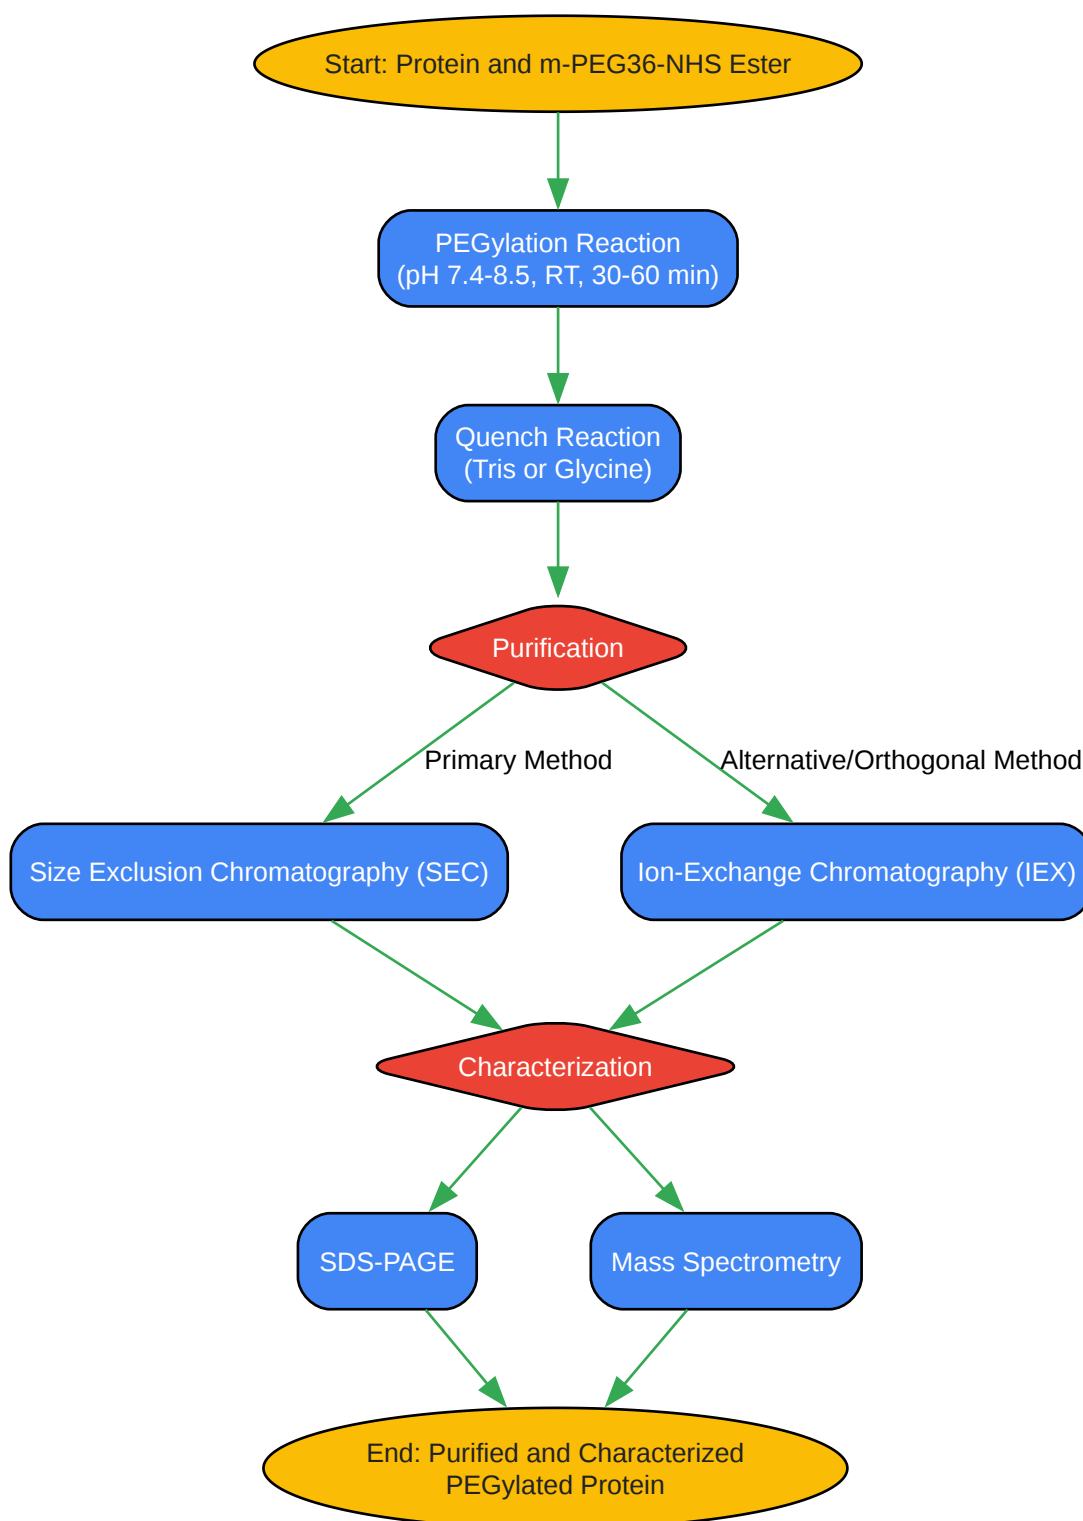 Start: Protein and m-PEG36-NHS Ester
PEGylation Reaction
(pH 7.4-8.5, RT, 30-60 min)
Quench Reaction
(Tris or Glycine)
Purification
Primary Method
Alternative/Orthogonal Method
Size Exclusion Chromatography (SEC)
Ion-Exchange Chromatography (IEX)
Characterization
SDS-PAGE
Mass Spectrometry
End: Purified and Characterized
PEGylated Protein